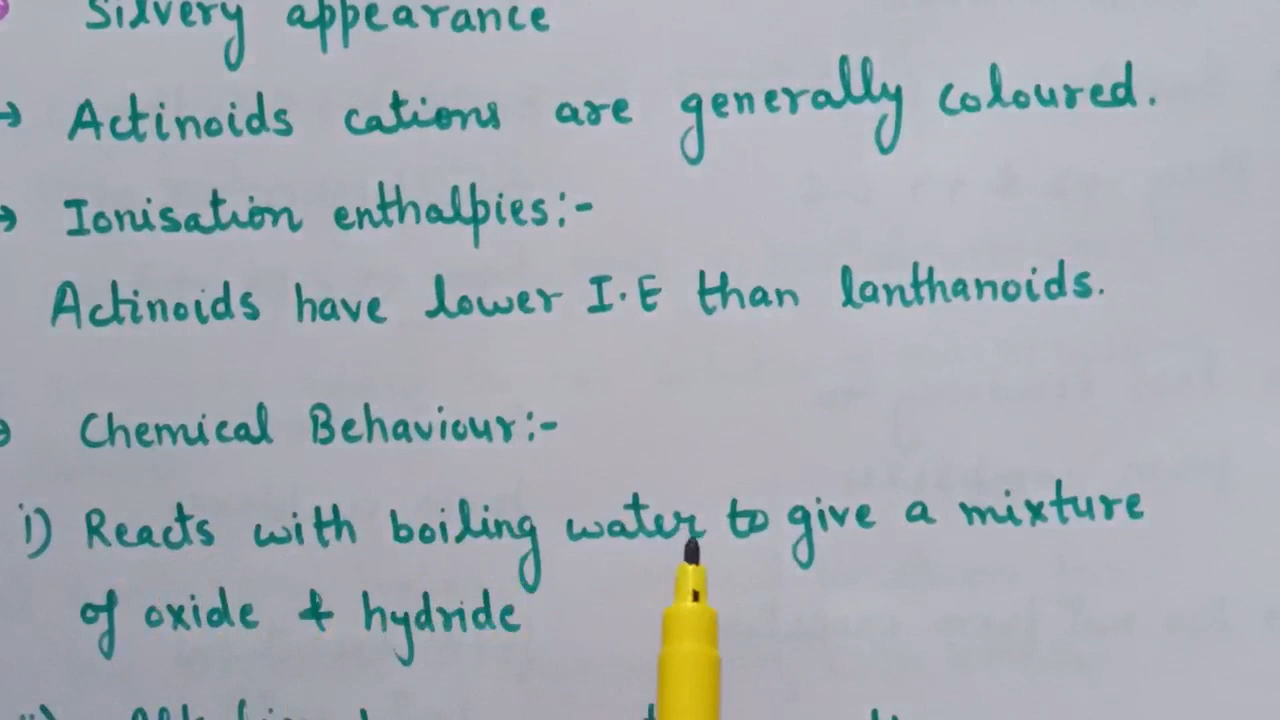 Silvery appearance
→ Actinoids cations are generally coloured.
→ Ionisation enthalpies:-
Actinoids have lower I.E than lanthanoids.
→ Chemical Behaviour:-
i) Reacts with boiling water to give a mixture
of oxide & hydride